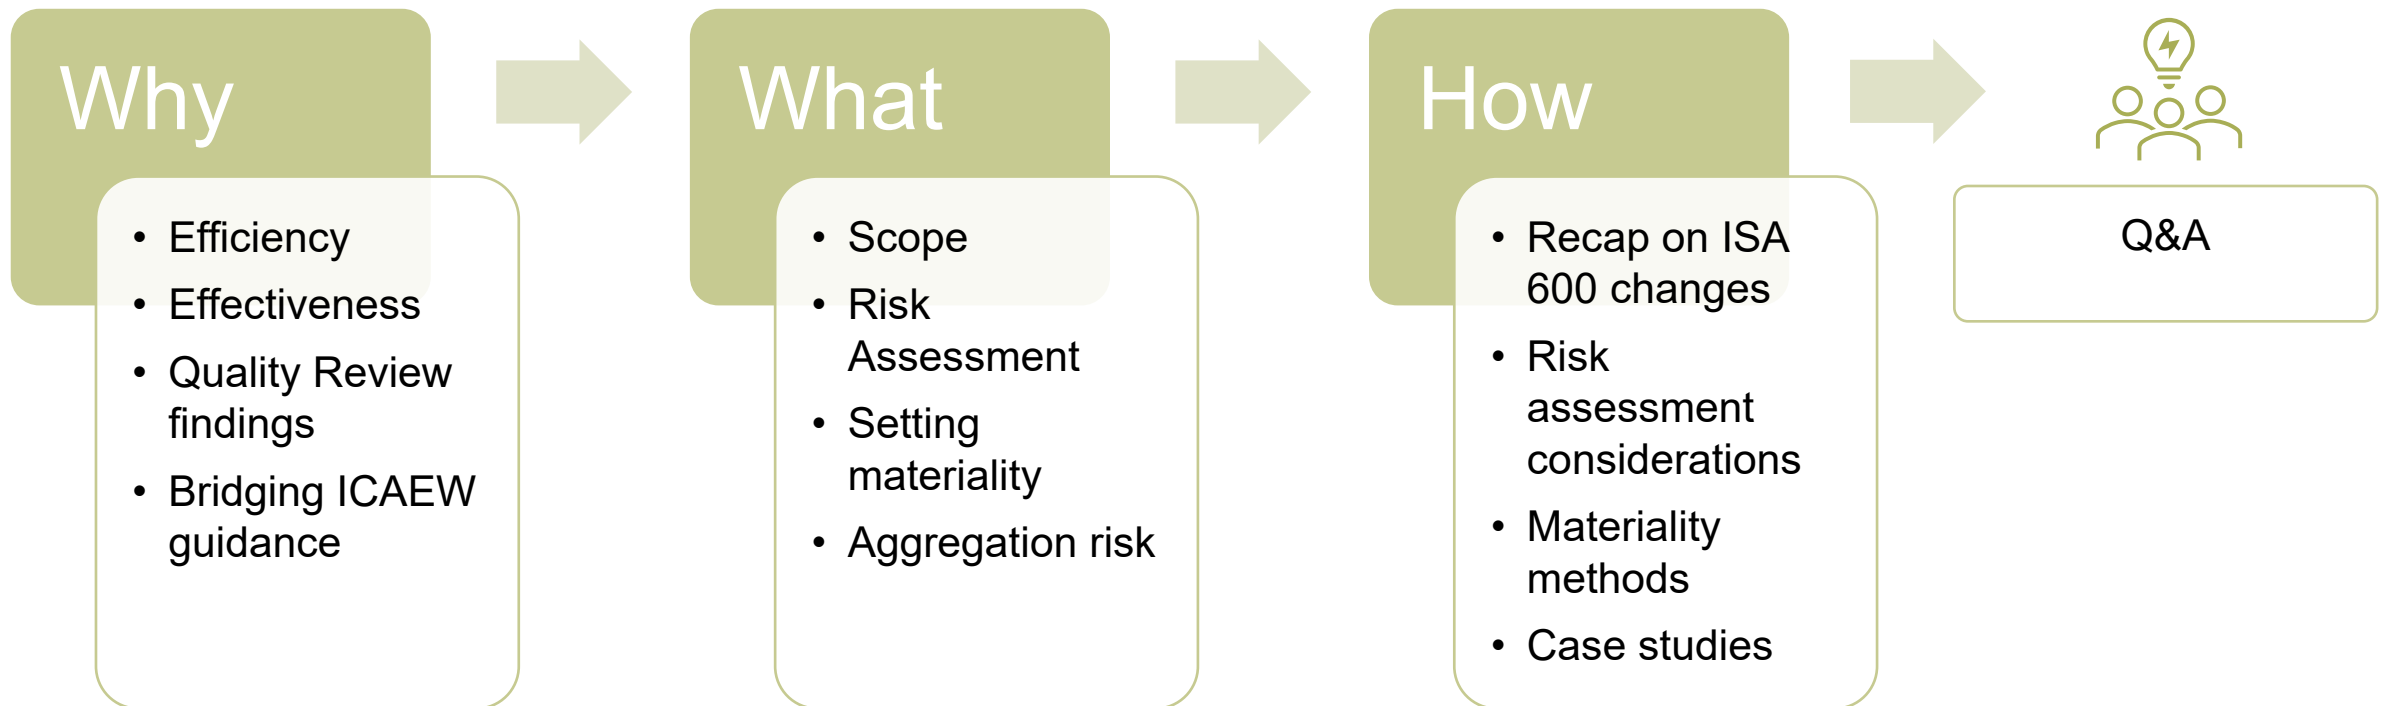 Why
• Efficiency
• Effectiveness
• Quality Review
findings
• Bridging ICAEW
guidance
What
• Scope
• Risk
Assessment
• Setting
materiality
• Aggregation risk
How
• Recap on ISA
600 changes
• Risk
assessment
considerations
• Materiality
methods
• Case studies
Q&A